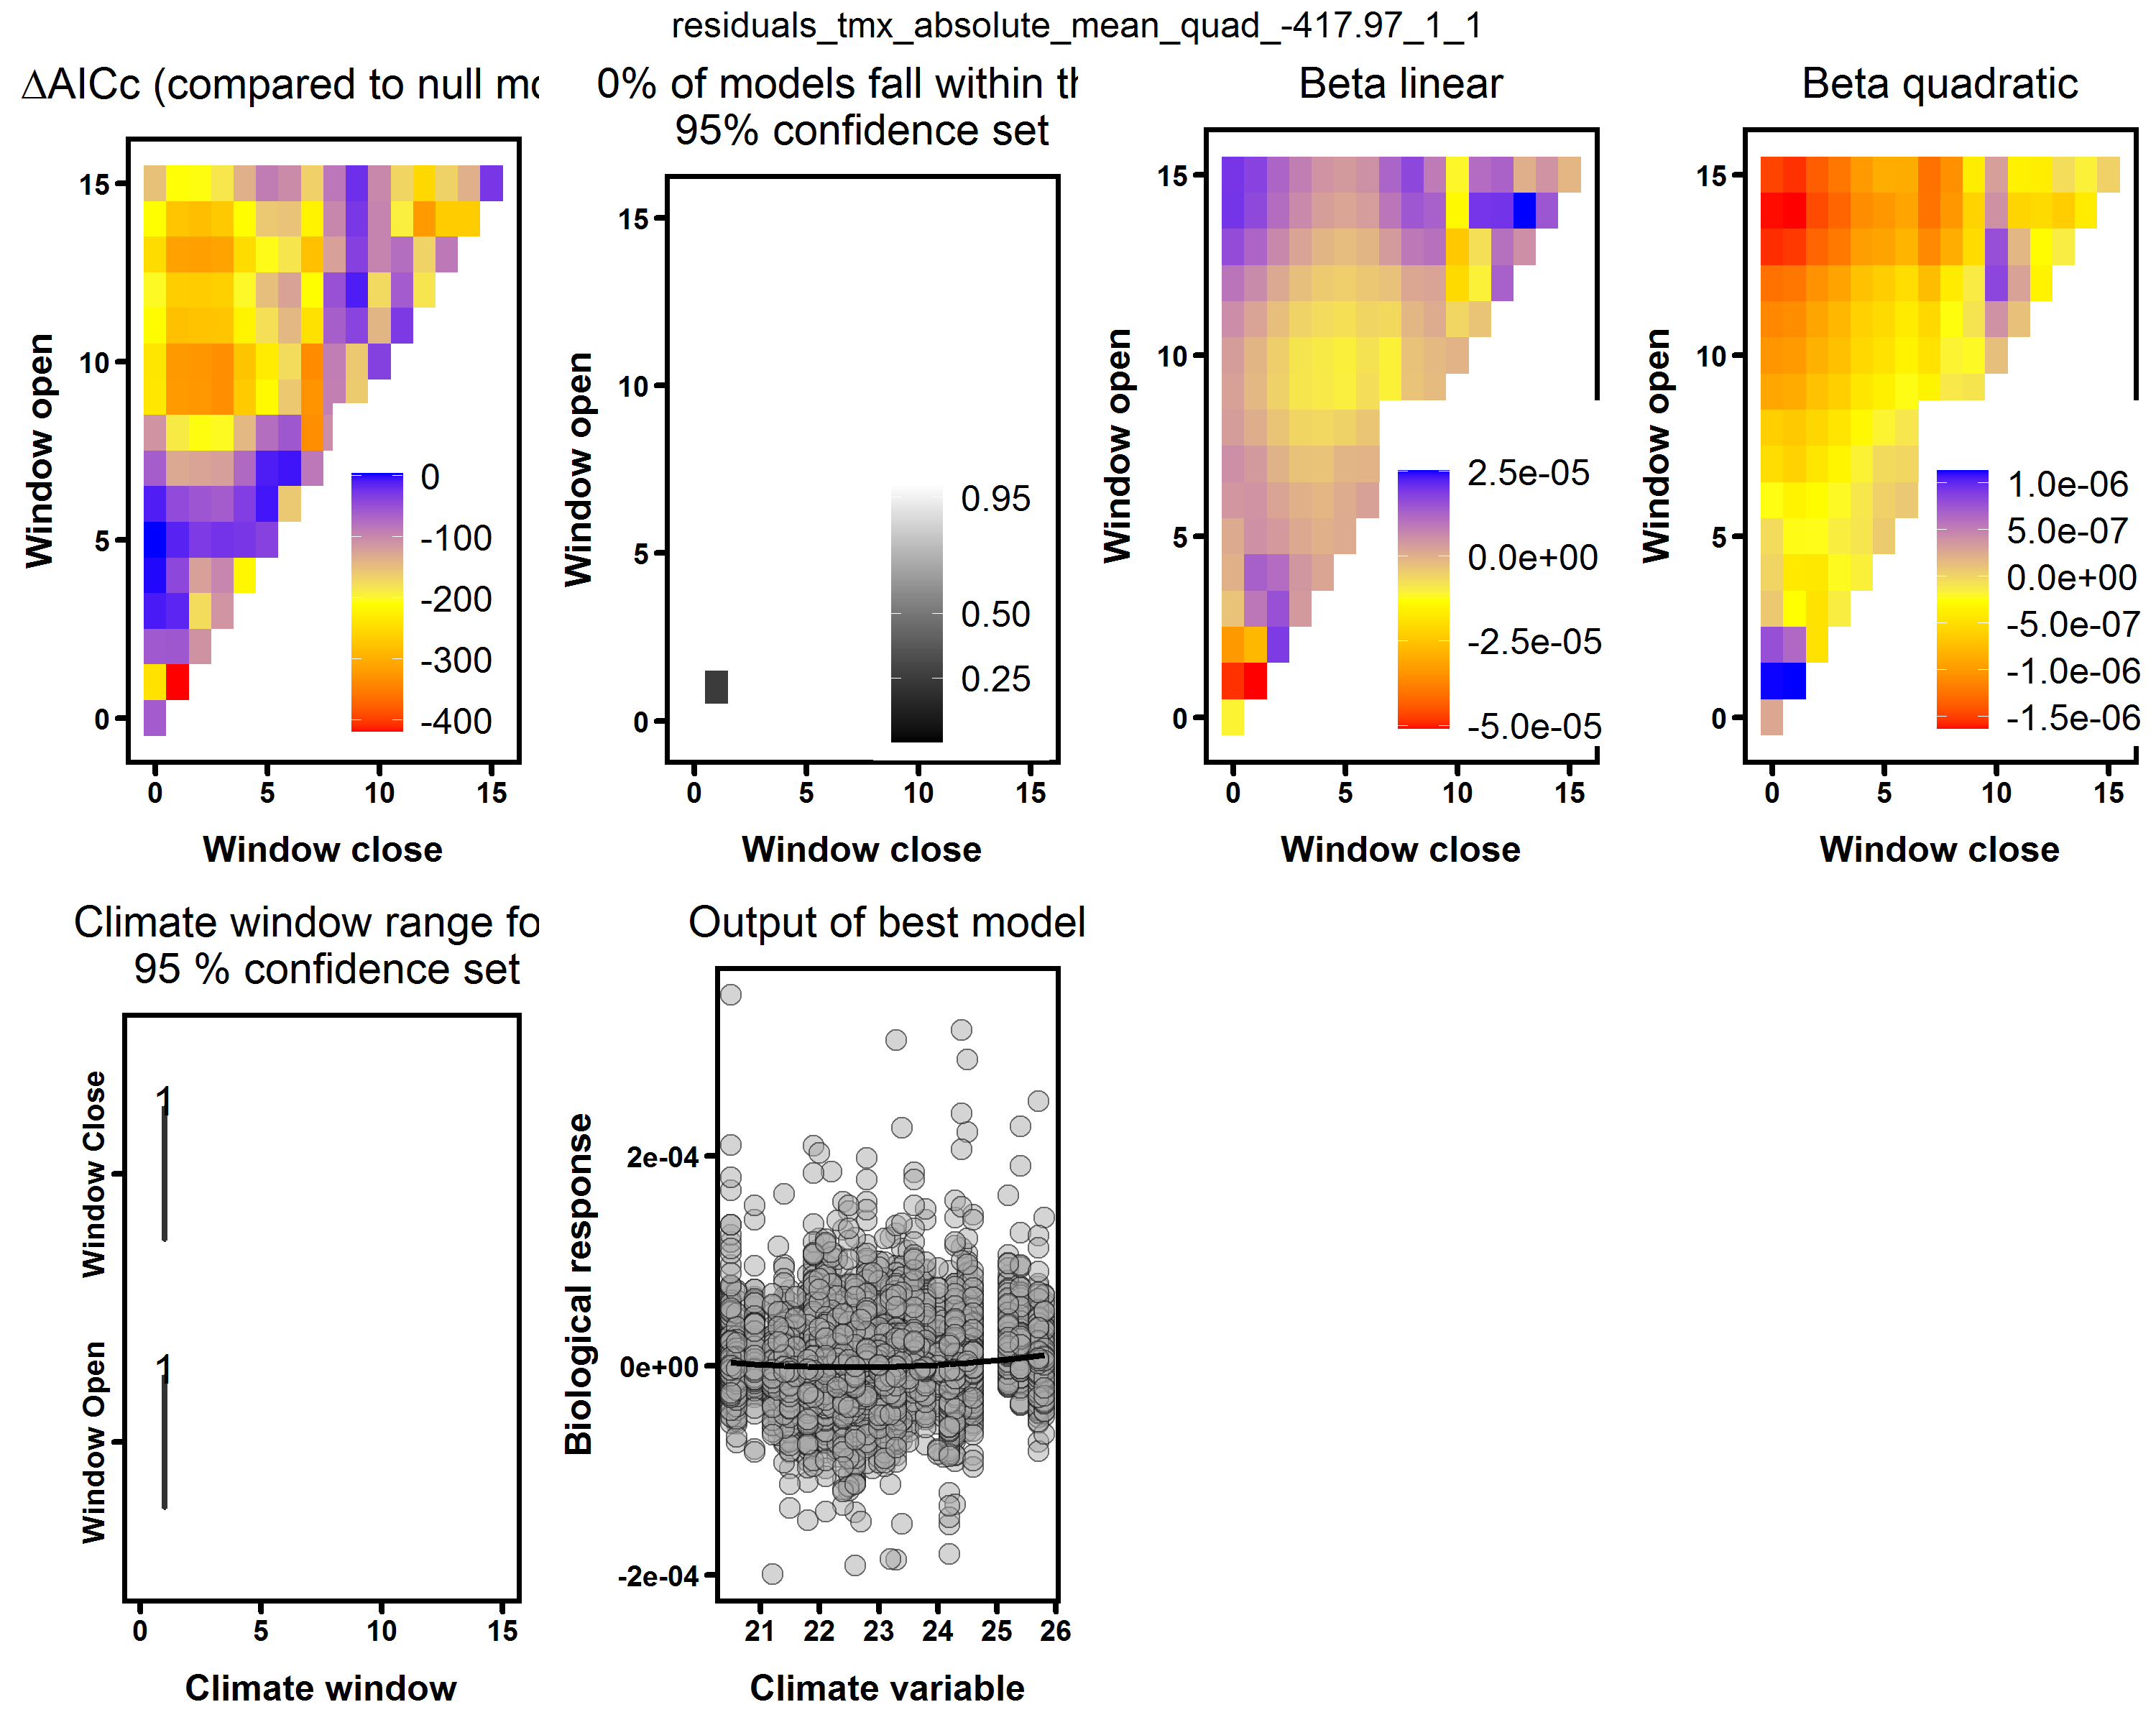 residuals_tmx_absolute_mean_quad_-417.97_1_1
ΔAICc (compared to null mo
Window open
15
10
5
0
0
-100
-200
-300
-400
0 5 10 15
Window close
0% of models fall within th
95% confidence set
Window open
15
10
5
0
0.95
0.50
0.25
0 5 10 15
Window close
Beta linear
Window open
15
10
5
0
2.5e-05
0.0e+00
-2.5e-05
-5.0e-05
0 5 10 15
Window close
Beta quadratic
Window open
15
10
5
0
1.0e-06
5.0e-07
0.0e+00
-5.0e-07
-1.0e-06
-1.5e-06
0 5 10 15
Window close
Climate window range fo
95 % confidence set
Window Close
1
Window Open
1
0 5 10 15
Climate window
Output of best model
Biological response
2e-04
0e+00
-2e-04
21 22 23 24 25 26
Climate variable